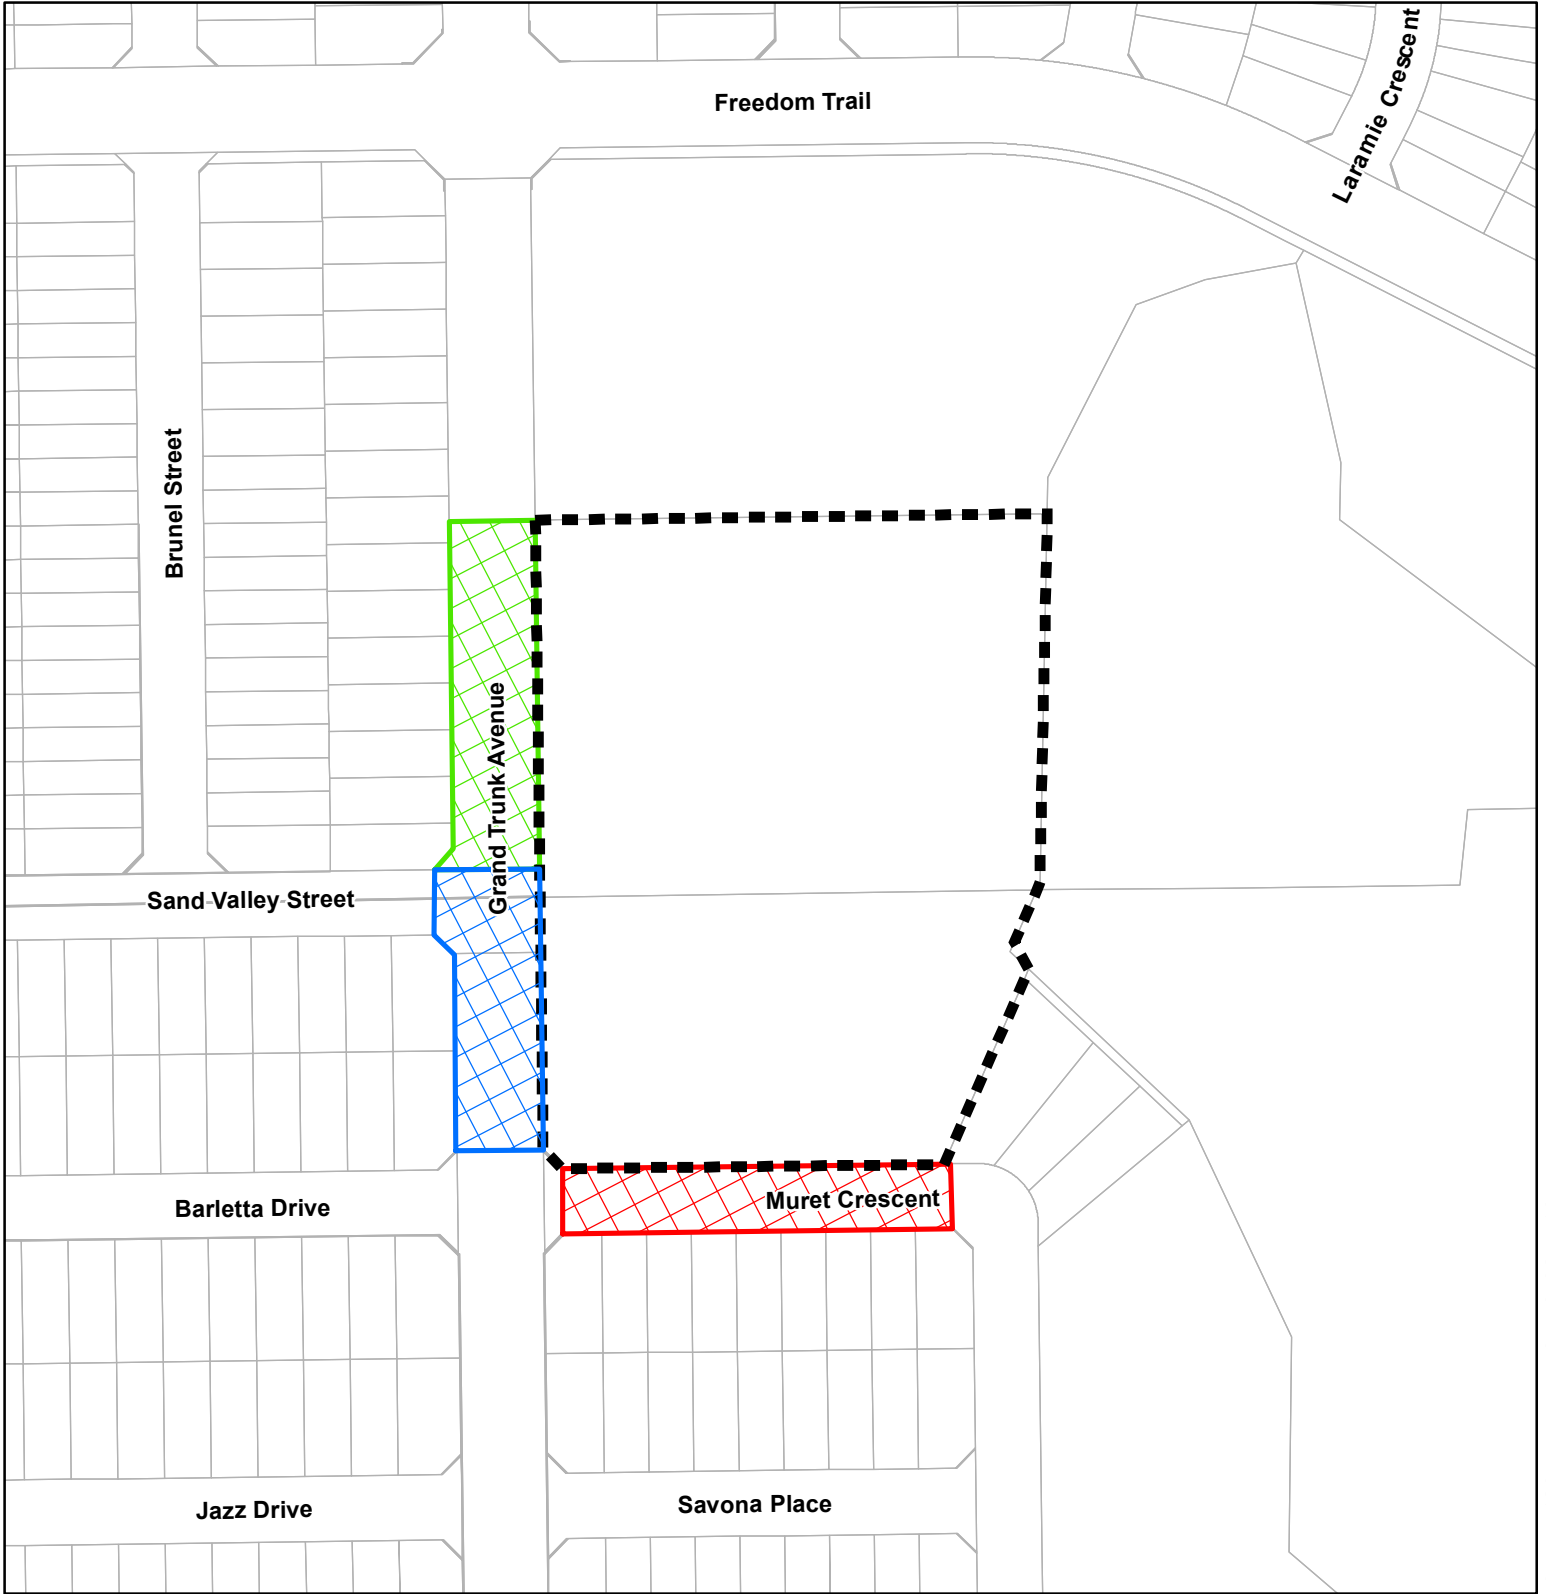 Freedom Trail
Laramie Crescent
Brunel Street
Grand Trunk Avenue
Sand Valley Street
Muret Crescent
Barletta Drive
Jazz Drive
Savona Place